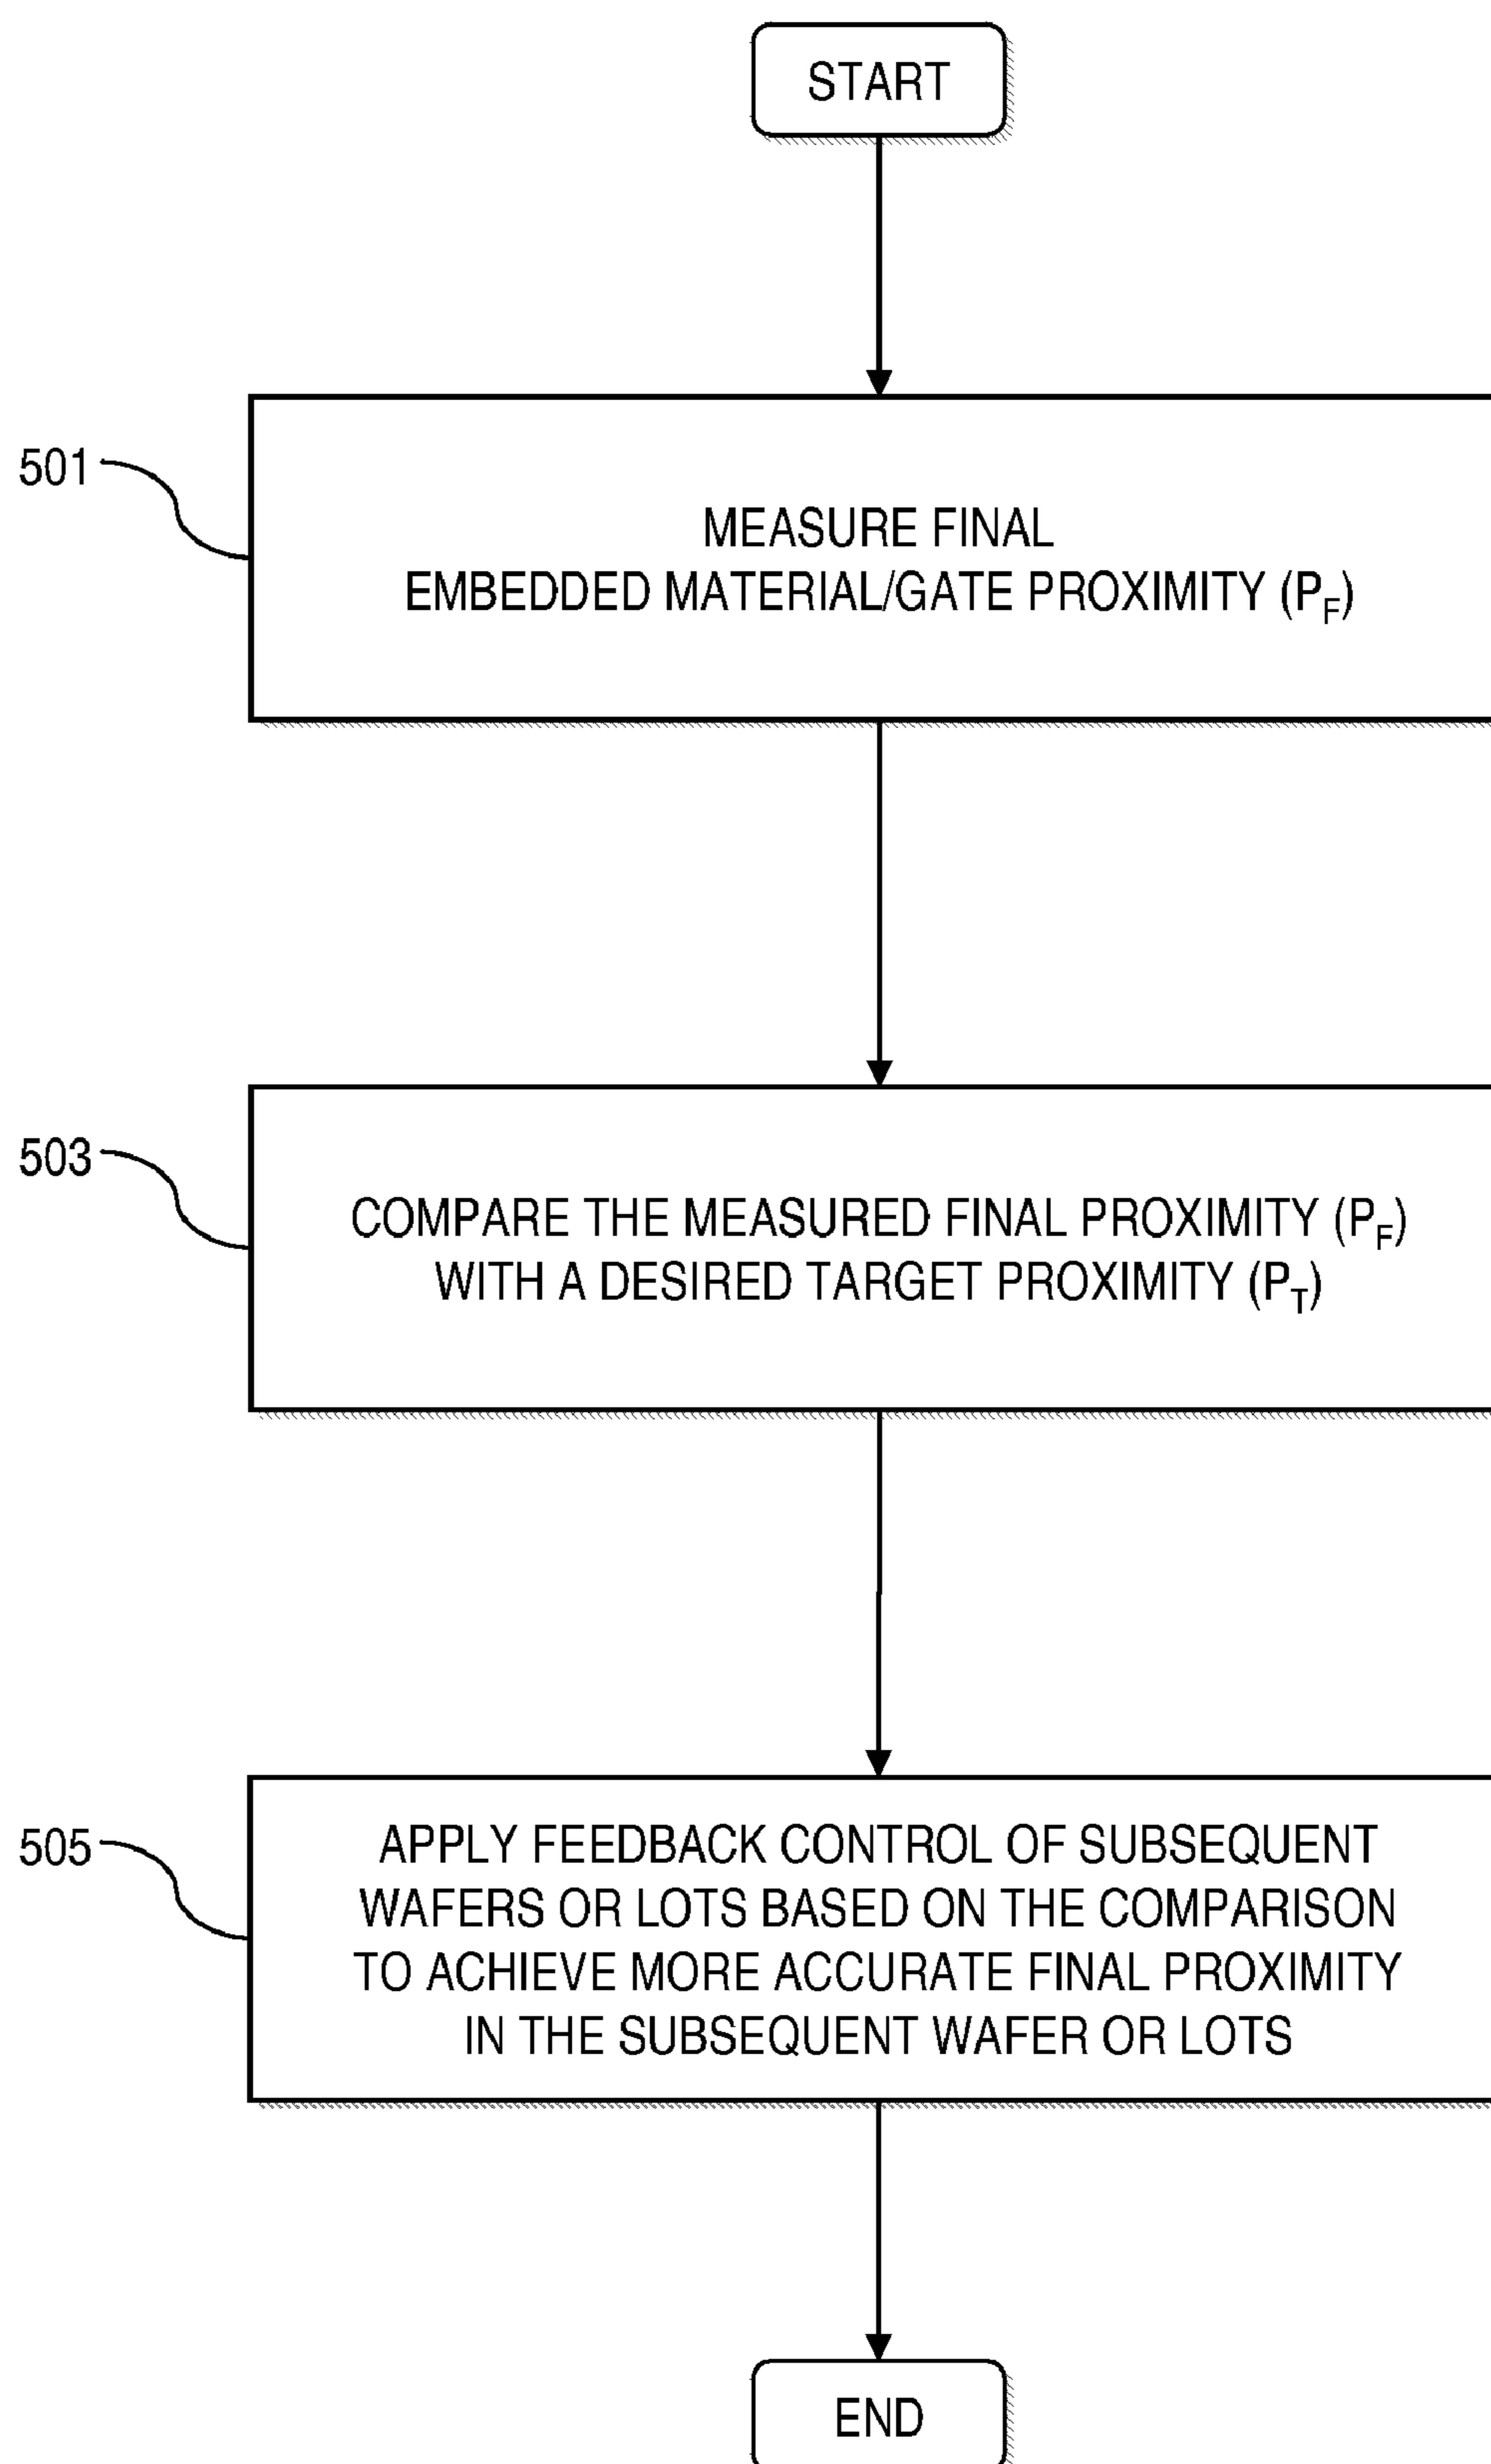 START
501
MEASURE FINAL
EMBEDDED MATERIAL/GATE PROXIMITY (PF)
503
COMPARE THE MEASURED FINAL PROXIMITY (PF)
WITH A DESIRED TARGET PROXIMITY (PT)
505
APPLY FEEDBACK CONTROL OF SUBSEQUENT
WAFERS OR LOTS BASED ON THE COMPARISON
TO ACHIEVE MORE ACCURATE FINAL PROXIMITY
IN THE SUBSEQUENT WAFER OR LOTS
END